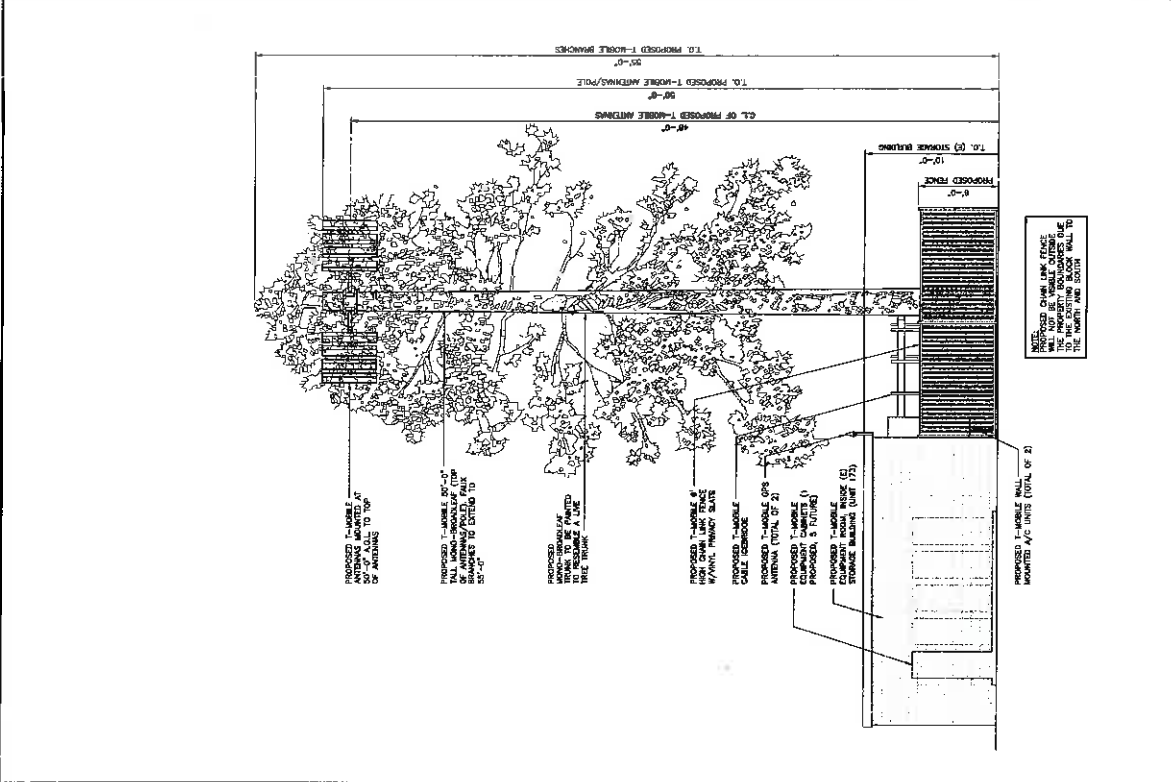 T.O. PROPOSED T-MOBILE BRANCHES
55'-0"
T.O. PROPOSED T-MOBILE ANTENNAS/POLE
50'-0"
C.L. OF PROPOSED T-MOBILE ANTENNAS
48'-0"
T.O. (E) STORAGE BUILDING
10'-0"
PROPOSED FENCE
6'-0"
PROPOSED T-MOBILE
ANTENNAS MOUNTED AT
50'-0" A.G.L. TO TOP
OF ANTENNAS
PROPOSED T-MOBILE 50'-0"
TALL MONO-BROADLEAF (TOP
OF ANTENNAS/POLE). FAUX
BRANCHES TO EXTEND TO
55'-0"
PROPOSED
MONO-BROADLEAF
TRUNK TO BE PAINTED
TO RESEMBLE A LIVE
TREE TRUNK
PROPOSED T-MOBILE 6'
HIGH CHAIN LINK FENCE
W/VINYL PRIVACY SLATS
PROPOSED T-MOBILE
CABLE ICEBRIDGE
PROPOSED T-MOBILE GPS
ANTENNA (TOTAL OF 2)
PROPOSED T-MOBILE
EQUIPMENT CABINETS (1
PROPOSED, 5 FUTURE)
PROPOSED T-MOBILE
EQUIPMENT ROOM, INSIDE (E)
STORAGE BUILDING (UNIT 173)
PROPOSED T-MOBILE WALL
MOUNTED A/C UNITS (TOTAL OF 2)
NOTE:
PROPOSED CHAIN LINK FENCE
WILL NOT BE VISIBLE OUTSIDE
THE PROPERTY BOUNDARIES DUE
TO THE EXISTING BLOCK WALL TO
THE NORTH AND SOUTH